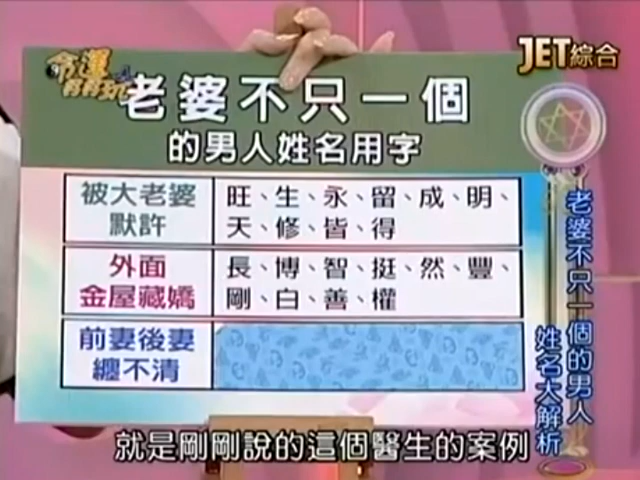 命運好好玩
JET綜合
老婆不只一個
的男人姓名用字
被大老婆
默許
旺、生、永、留、成、明、
天、修、皆、得
外面
金屋藏嬌
長、博、智、挺、然、豐、
剛、白、善、權
前妻後妻
纏不清
老婆不只一個的男人
姓名大解析
就是剛剛說的這個醫生的案例